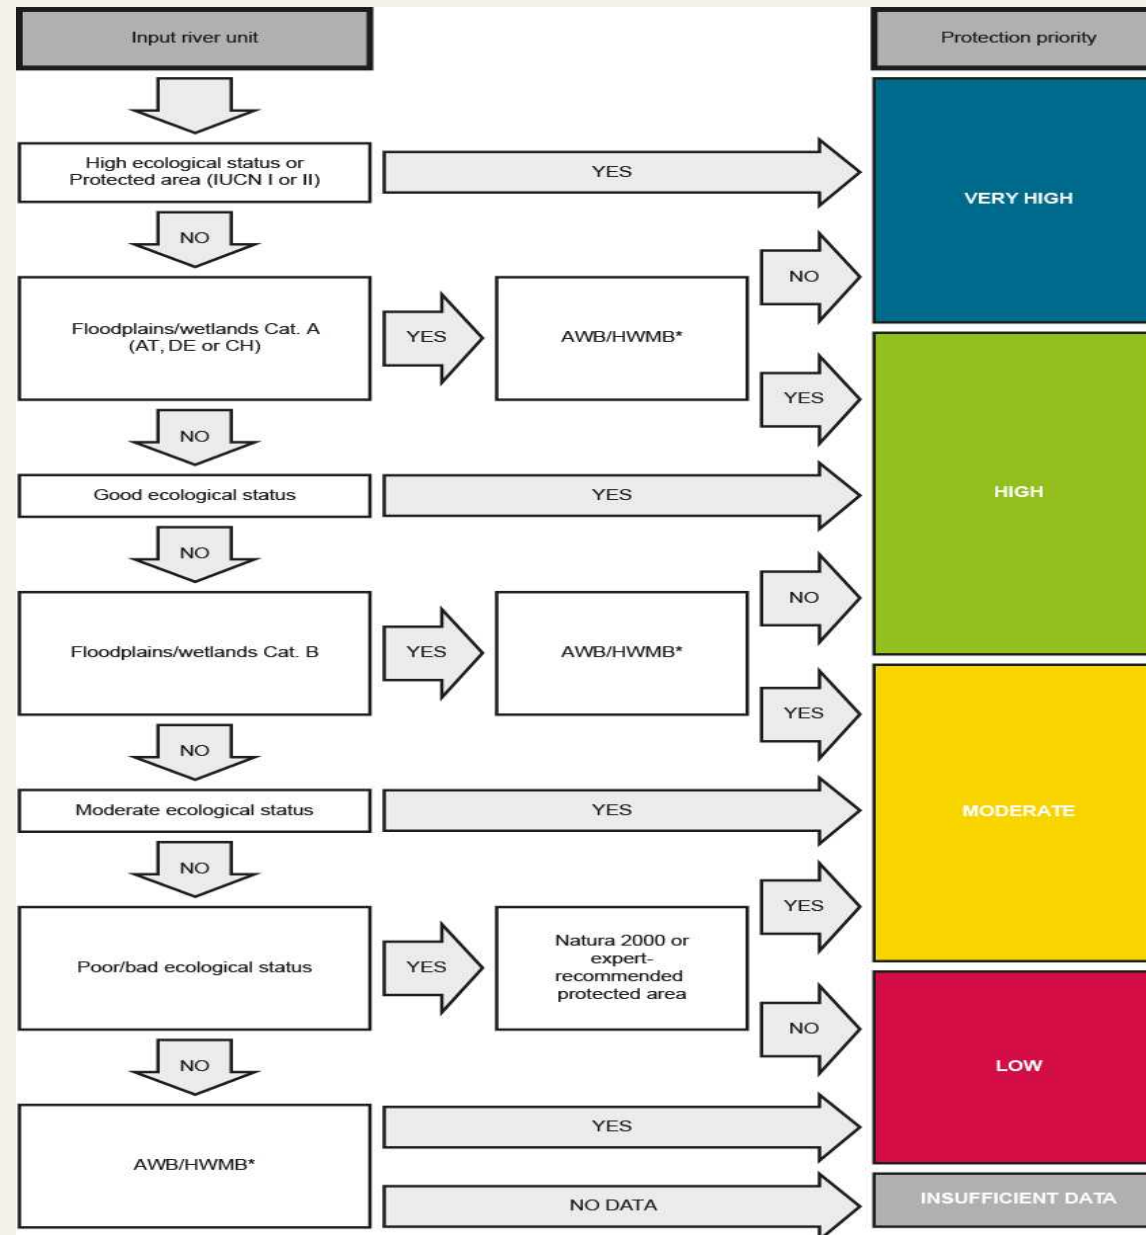 Input river unit
Protection priority
High ecological status or
Protected area (IUCN I or II)
YES
VERY HIGH
NO
NO
Floodplains/wetlands Cat. A
(AT, DE or CH)
YES
AWB/HWMB*
YES
NO
Good ecological status
YES
HIGH
NO
NO
Floodplains/wetlands Cat. B
YES
AWB/HWMB*
YES
NO
Moderate ecological status
YES
MODERATE
NO
YES
Poor/bad ecological status
YES
Natura 2000 or
expert-
recommended
protected area
NO
NO
LOW
AWB/HWMB*
YES
NO DATA
INSUFFICIENT DATA